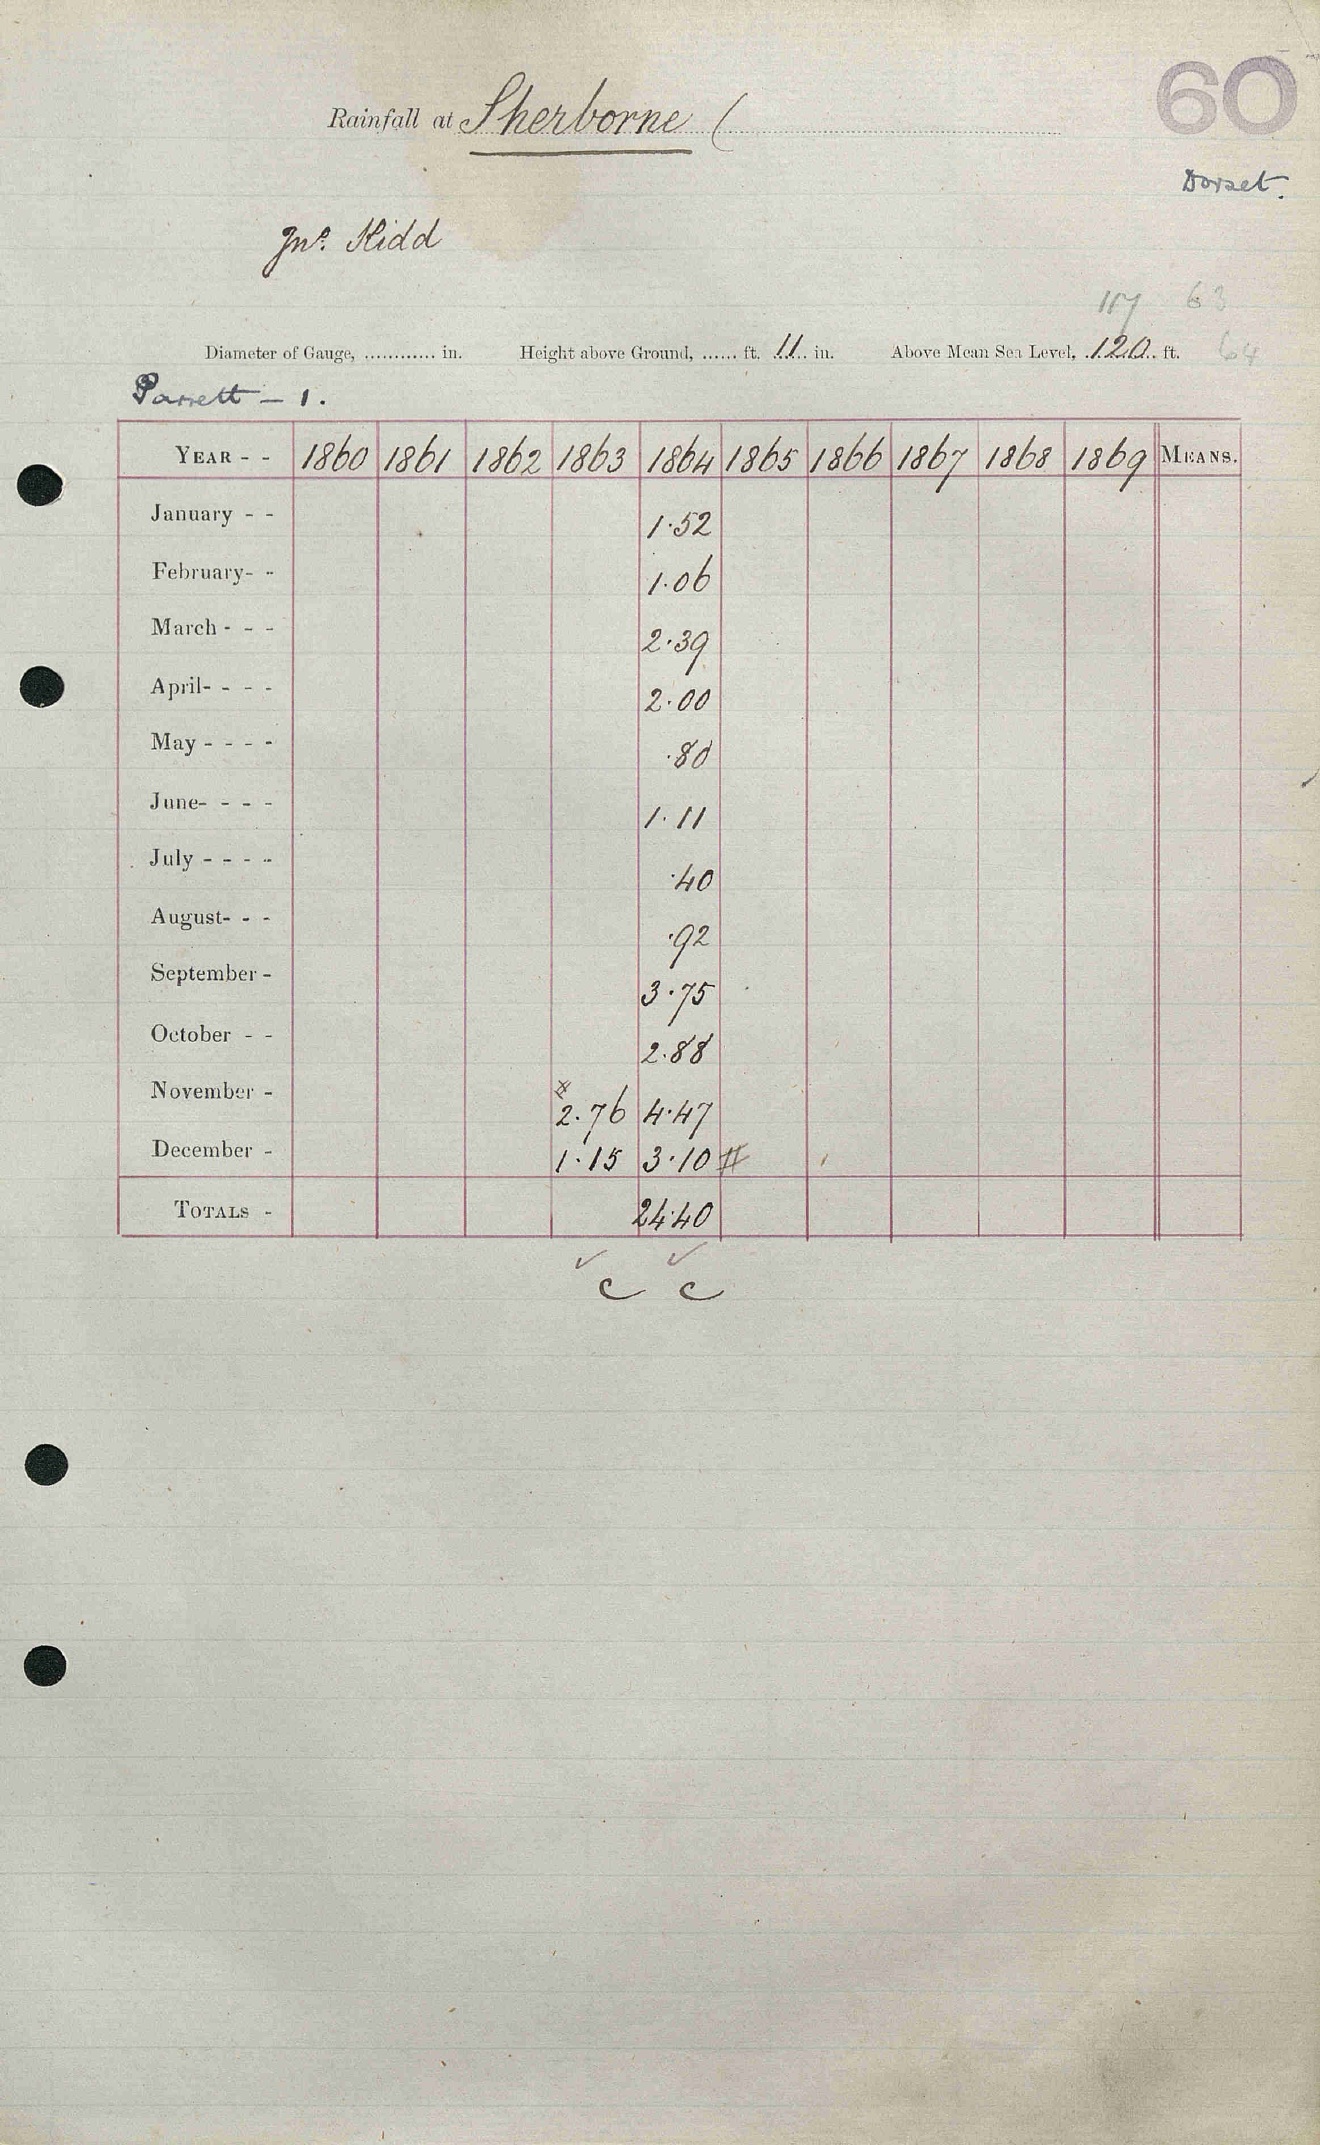 60
Rainfall at Sherborne (
Dorset.
Jno. Kidd
117 63
Diameter of Gauge, ............ in. Height above Ground, ...... ft. 11 in. Above Mean Sea Level, 120 ft. 64
Parrett – 1.
YEAR - - 1860 1861 1862 1863 1864 1865 1866 1867 1868 1869 MEANS.
January - - 1.52
February- - 1.06
March - - - 2.39
April- - - - 2.00
May - - - - .80
June- - - - 1.11
July - - - - .40
August- - - .92
September - 3.75
October - - 2.88
November - 2.76 4.47
December - 1.15 3.10 #
TOTALS - 24.40
✓ ✓
C C